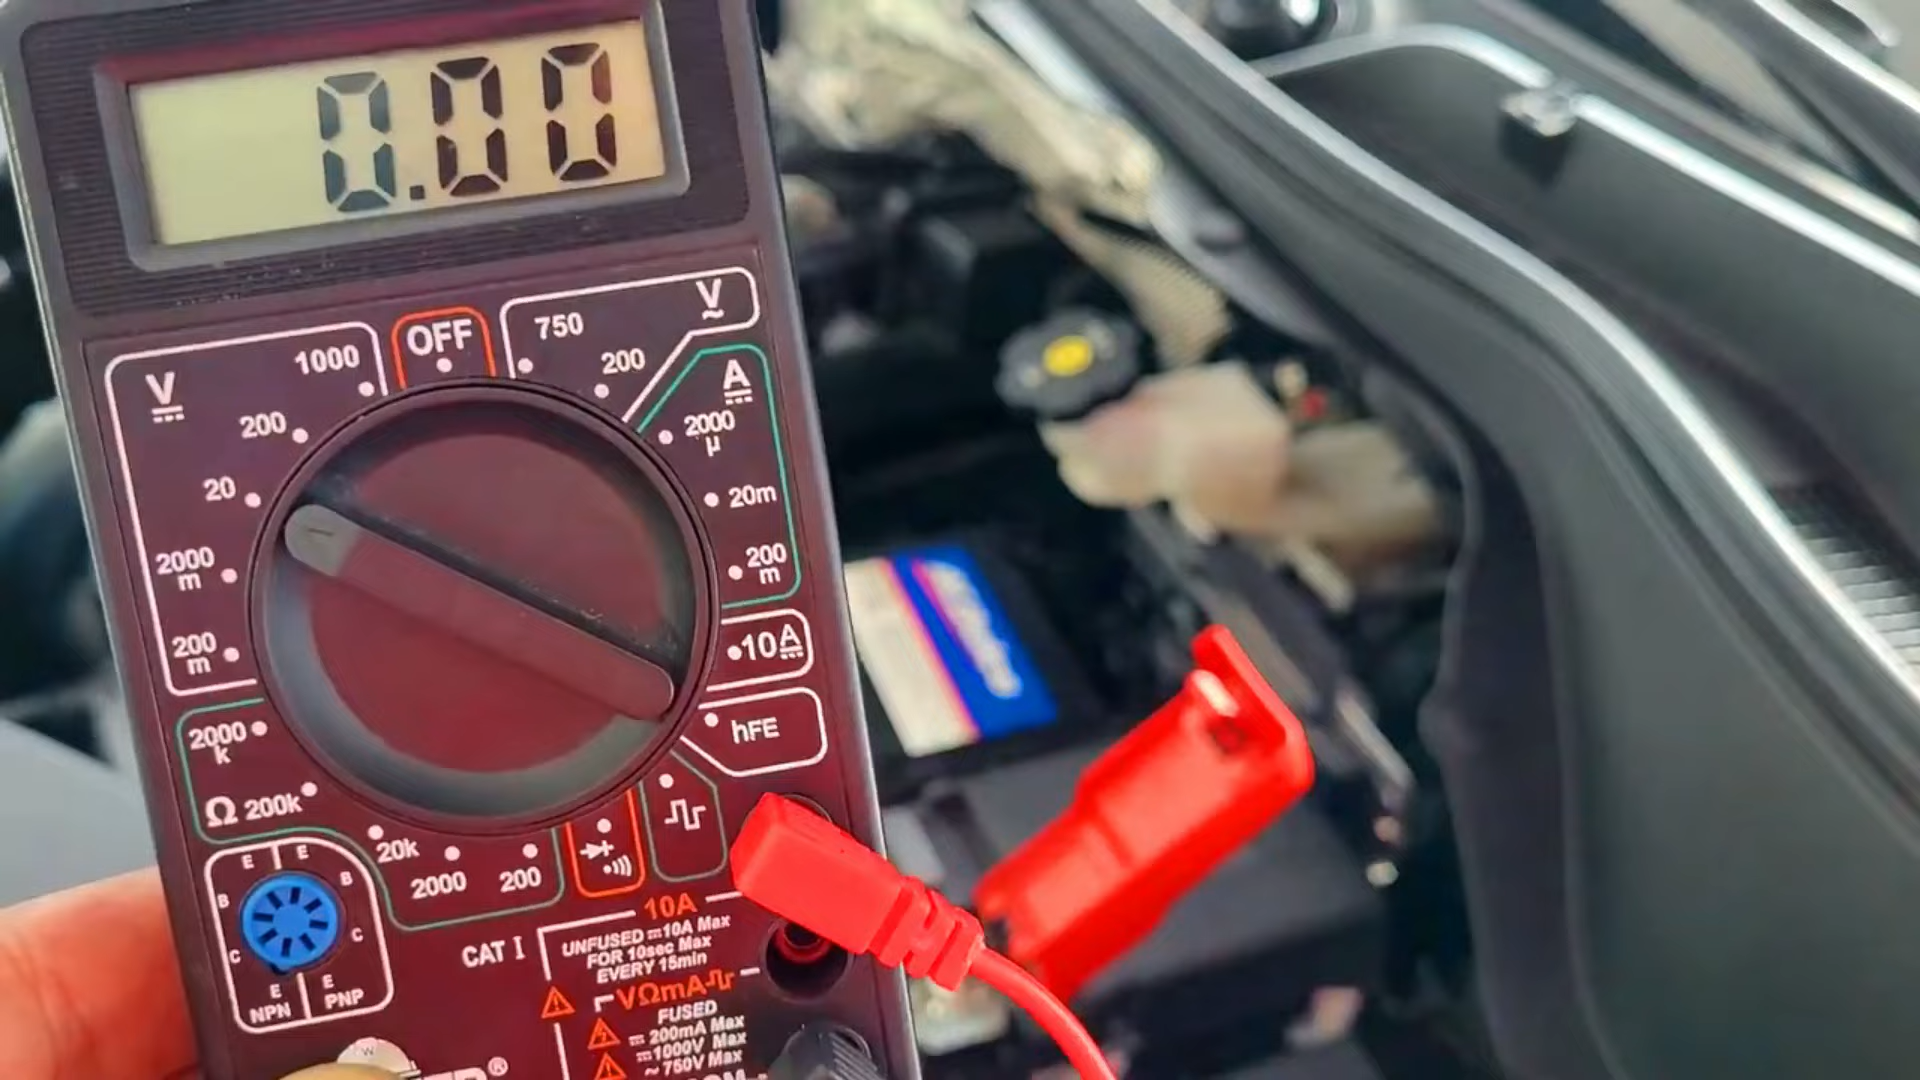 0.00
OFF
750
V
200
1000
V
200
20
2000
m
200
m
A
2000
µ
20m
200
m
10A
hFE
2000
k
Ω 200k
20k
2000
200
E E
B B
C C
E E
NPN PNP
CAT I
10A
UNFUSED 10A Max
FOR 10sec Max
EVERY 15min
VΩmA
FUSED
200mA Max
1000V Max
~750V Max